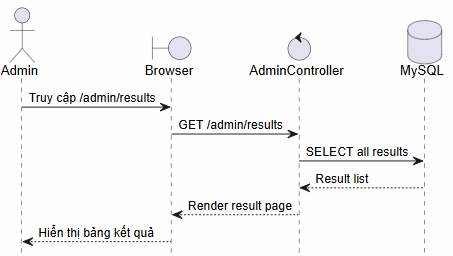 Admin
Browser
AdminController
MySQL
Truy cập /admin/results
GET /admin/results
SELECT all results
Result list
Render result page
Hiển thị bảng kết quả